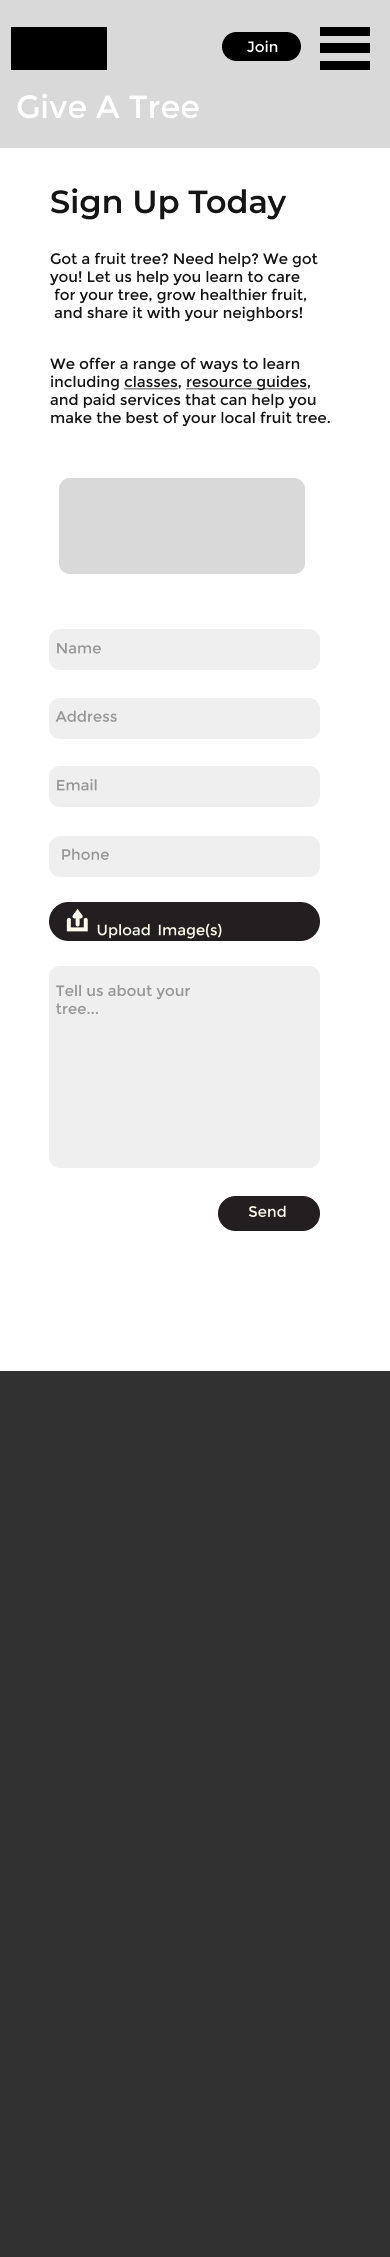 Join
Give A Tree
Sign Up Today
Got a fruit tree? Need help? We got
you! Let us help you learn to care
for your tree, grow healthier fruit,
and share it with your neighbors!
We offer a range of ways to learn
including classes, resource guides,
and paid services that can help you
make the best of your local fruit tree.
Name
Address
Email
Phone
Upload Image(s)
Tell us about your
tree...
Send